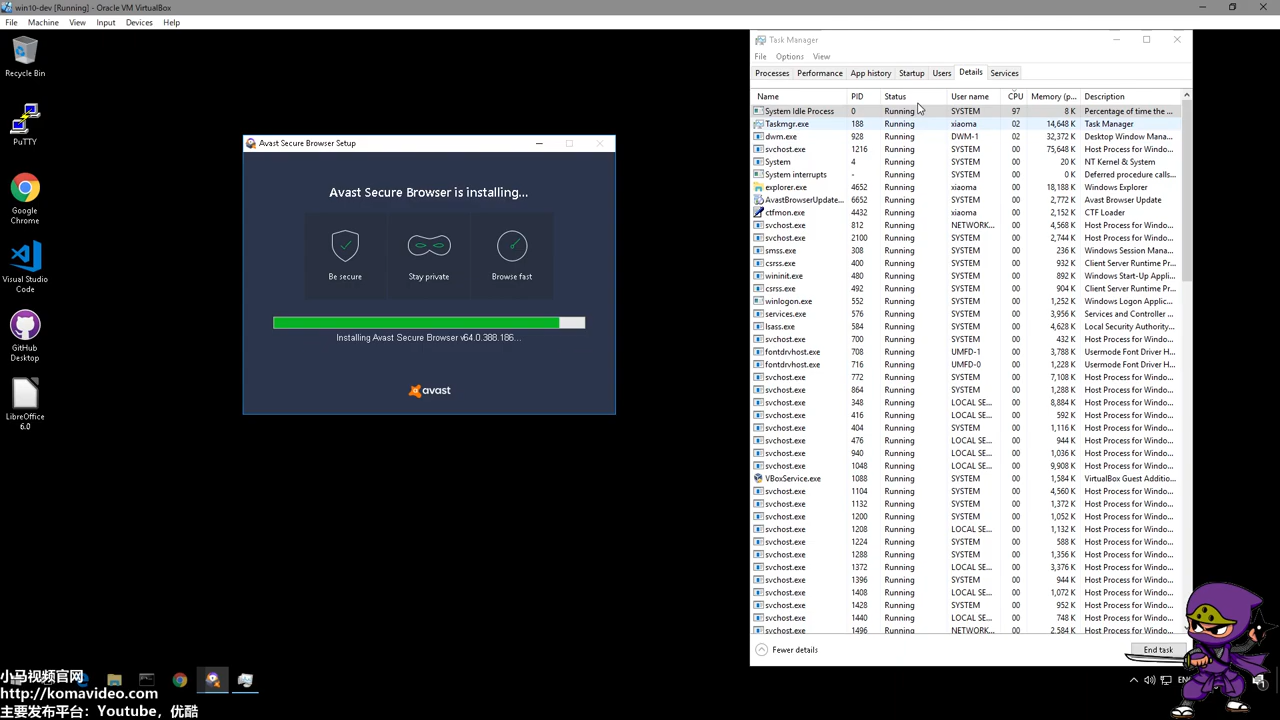 win10-dev [Running] - Oracle VM VirtualBox
File Machine View Input Devices Help
Recycle Bin
PuTTY
Google
Chrome
Visual Studio
Code
GitHub
Desktop
LibreOffice
6.0
Avast Secure Browser Setup
Avast Secure Browser is installing...
Be secure Stay private Browse fast
Installing Avast Secure Browser v64.0.388.186...
avast
Task Manager
File Options View
Processes Performance App history Startup Users Details Services
Name PID Status User name CPU Memory (p... Description
System Idle Process 0 Running SYSTEM 97 8 K Percentage of time the ...
Taskmgr.exe 188 Running xiaoma 02 14,648 K Task Manager
dwm.exe 928 Running DWM-1 02 32,372 K Desktop Window Mana...
svchost.exe 1216 Running SYSTEM 00 75,648 K Host Process for Windo...
System 4 Running SYSTEM 00 20 K NT Kernel & System
System interrupts - Running SYSTEM 00 0 K Deferred procedure calls...
explorer.exe 4652 Running xiaoma 00 18,188 K Windows Explorer
AvastBrowserUpdate... 6652 Running SYSTEM 00 2,772 K Avast Browser Update
ctfmon.exe 4432 Running xiaoma 00 12,224 K CTF Loader
svchost.exe 812 Running NETWORK... 00 4,568 K Host Process for Windo...
svchost.exe 2100 Running SYSTEM 00 2,744 K Host Process for Windo...
smss.exe 308 Running SYSTEM 00 236 K Windows Session Mana...
csrss.exe 400 Running SYSTEM 00 932 K Client Server Runtime Pr...
wininit.exe 480 Running SYSTEM 00 892 K Windows Start-Up Appli...
csrss.exe 492 Running SYSTEM 00 904 K Client Server Runtime Pr...
winlogon.exe 552 Running SYSTEM 00 1,256 K Windows Logon Applic...
services.exe 576 Running SYSTEM 00 3,956 K Services and Controller ...
lsass.exe 584 Running SYSTEM 00 4,628 K Local Security Authority...
svchost.exe 700 Running SYSTEM 00 432 K Host Process for Windo...
fontdrvhost.exe 708 Running UMFD-1 00 3,788 K Usermode Font Driver H...
fontdrvhost.exe 716 Running UMFD-0 00 1,228 K Usermode Font Driver H...
svchost.exe 772 Running SYSTEM 00 7,108 K Host Process for Windo...
svchost.exe 864 Running SYSTEM 00 1,288 K Host Process for Windo...
svchost.exe 348 Running LOCAL SE... 00 8,884 K Host Process for Windo...
svchost.exe 416 Running LOCAL SE... 00 592 K Host Process for Windo...
svchost.exe 404 Running SYSTEM 00 1,116 K Host Process for Windo...
svchost.exe 476 Running LOCAL SE... 00 944 K Host Process for Windo...
svchost.exe 940 Running LOCAL SE... 00 1,036 K Host Process for Windo...
svchost.exe 1048 Running LOCAL SE... 00 9,908 K Host Process for Windo...
VBoxService.exe 1088 Running SYSTEM 00 1,584 K VirtualBox Guest Additio...
svchost.exe 1104 Running SYSTEM 00 4,560 K Host Process for Windo...
svchost.exe 1132 Running SYSTEM 00 1,372 K Host Process for Windo...
svchost.exe 1200 Running SYSTEM 00 1,052 K Host Process for Windo...
svchost.exe 1208 Running LOCAL SE... 00 1,320 K Host Process for Windo...
svchost.exe 1224 Running SYSTEM 00 588 K Host Process for Windo...
svchost.exe 1288 Running SYSTEM 00 1,356 K Host Process for Windo...
svchost.exe 1372 Running LOCAL SE... 00 3,376 K Host Process for Windo...
svchost.exe 1396 Running SYSTEM 00 944 K Host Process for Windo...
svchost.exe 1408 Running LOCAL SE... 00 1,072 K Host Process for Windo...
svchost.exe 1428 Running SYSTEM 00 952 K Host Process for Windo...
svchost.exe 1440 Running LOCAL SE... 00 748 K Host Process for Windo...
svchost.exe 1496 Running NETWORK... 00 2,584 K Host Process for Windo...
Fewer details End task
小马视频官网
http://komavideo.com
主要发布平台：Youtube，优酷